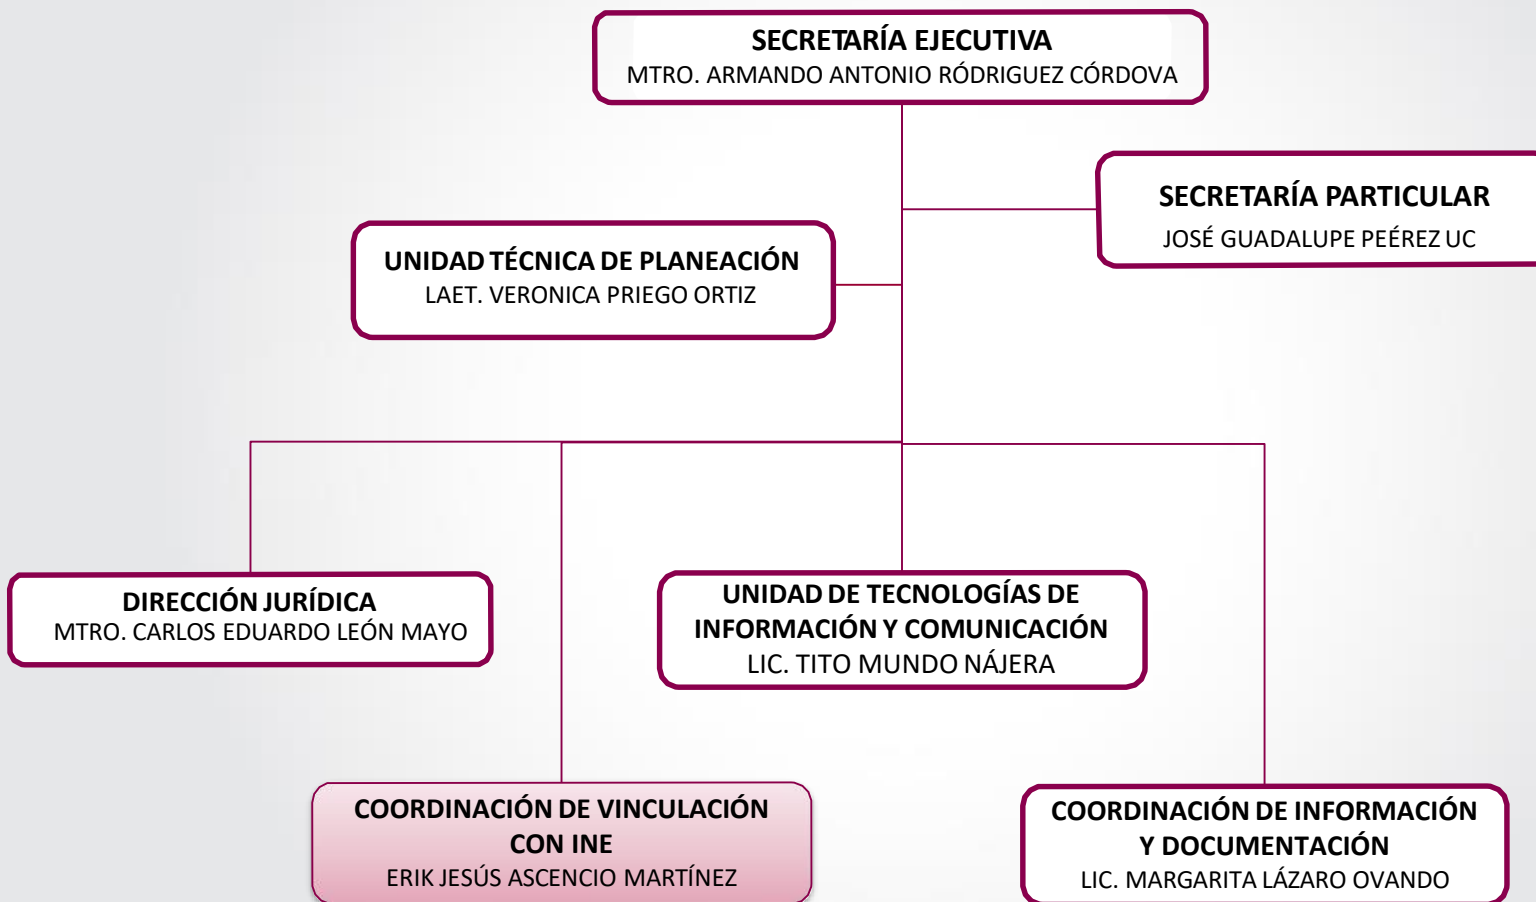 SECRETARÍA EJECUTIVA
MTRO. ARMANDO ANTONIO RÓDRIGUEZ CÓRDOVA
SECRETARÍA PARTICULAR
JOSÉ GUADALUPE PEÉREZ UC
UNIDAD TÉCNICA DE PLANEACIÓN
LAET. VERONICA PRIEGO ORTIZ
DIRECCIÓN JURÍDICA
MTRO. CARLOS EDUARDO LEÓN MAYO
UNIDAD DE TECNOLOGÍAS DE
INFORMACIÓN Y COMUNICACIÓN
LIC. TITO MUNDO NÁJERA
COORDINACIÓN DE VINCULACIÓN
CON INE
ERIK JESÚS ASCENCIO MARTÍNEZ
COORDINACIÓN DE INFORMACIÓN
Y DOCUMENTACIÓN
LIC. MARGARITA LÁZARO OVANDO